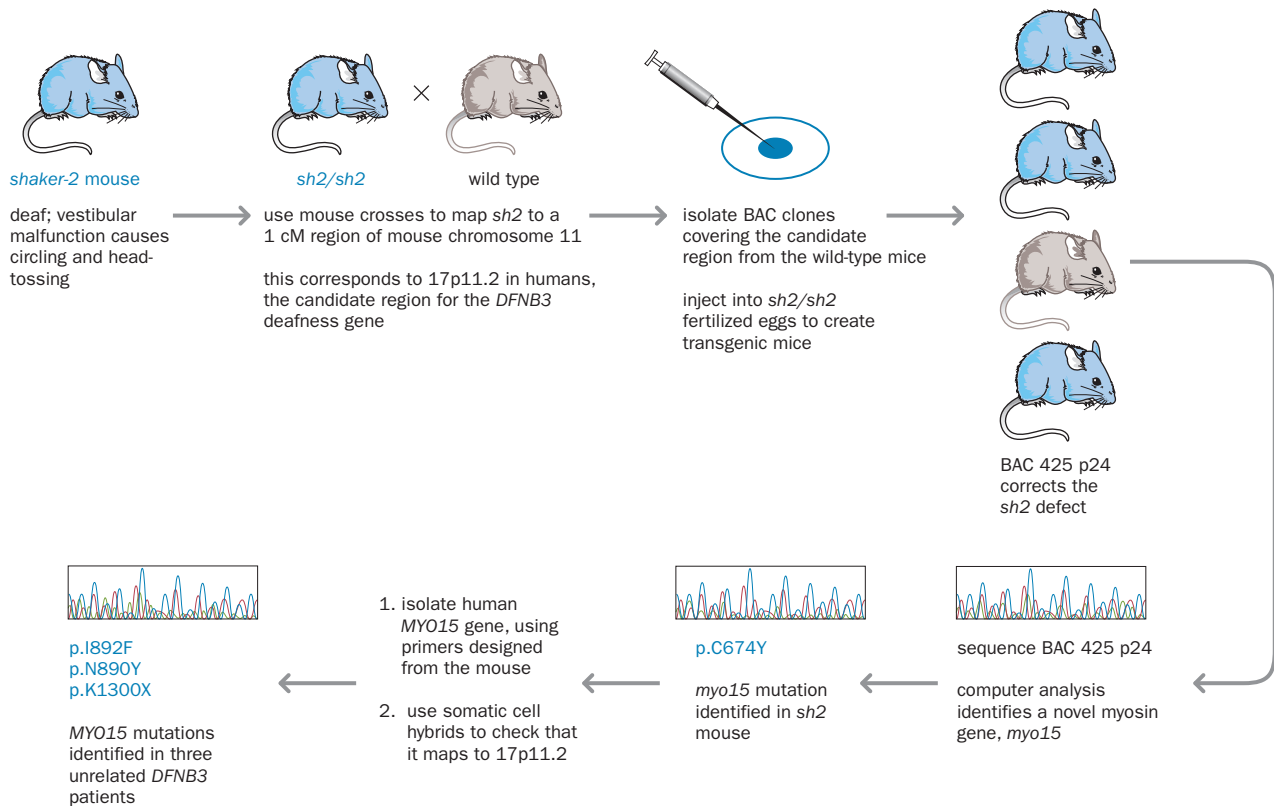 shaker-2 mouse
deaf; vestibular
malfunction causes
circling and head-
tossing
sh2/sh2
×
wild type
use mouse crosses to map sh2 to a
1 cM region of mouse chromosome 11
this corresponds to 17p11.2 in humans,
the candidate region for the DFNB3
deafness gene
isolate BAC clones
covering the candidate
region from the wild-type mice
inject into sh2/sh2
fertilized eggs to create
transgenic mice
BAC 425 p24
corrects the
sh2 defect
sequence BAC 425 p24
computer analysis
identifies a novel myosin
gene, myo15
p.C674Y
myo15 mutation
identified in sh2
mouse
1. isolate human
MYO15 gene, using
primers designed
from the mouse
2. use somatic cell
hybrids to check that
it maps to 17p11.2
p.I892F
p.N890Y
p.K1300X
MYO15 mutations
identified in three
unrelated DFNB3
patients